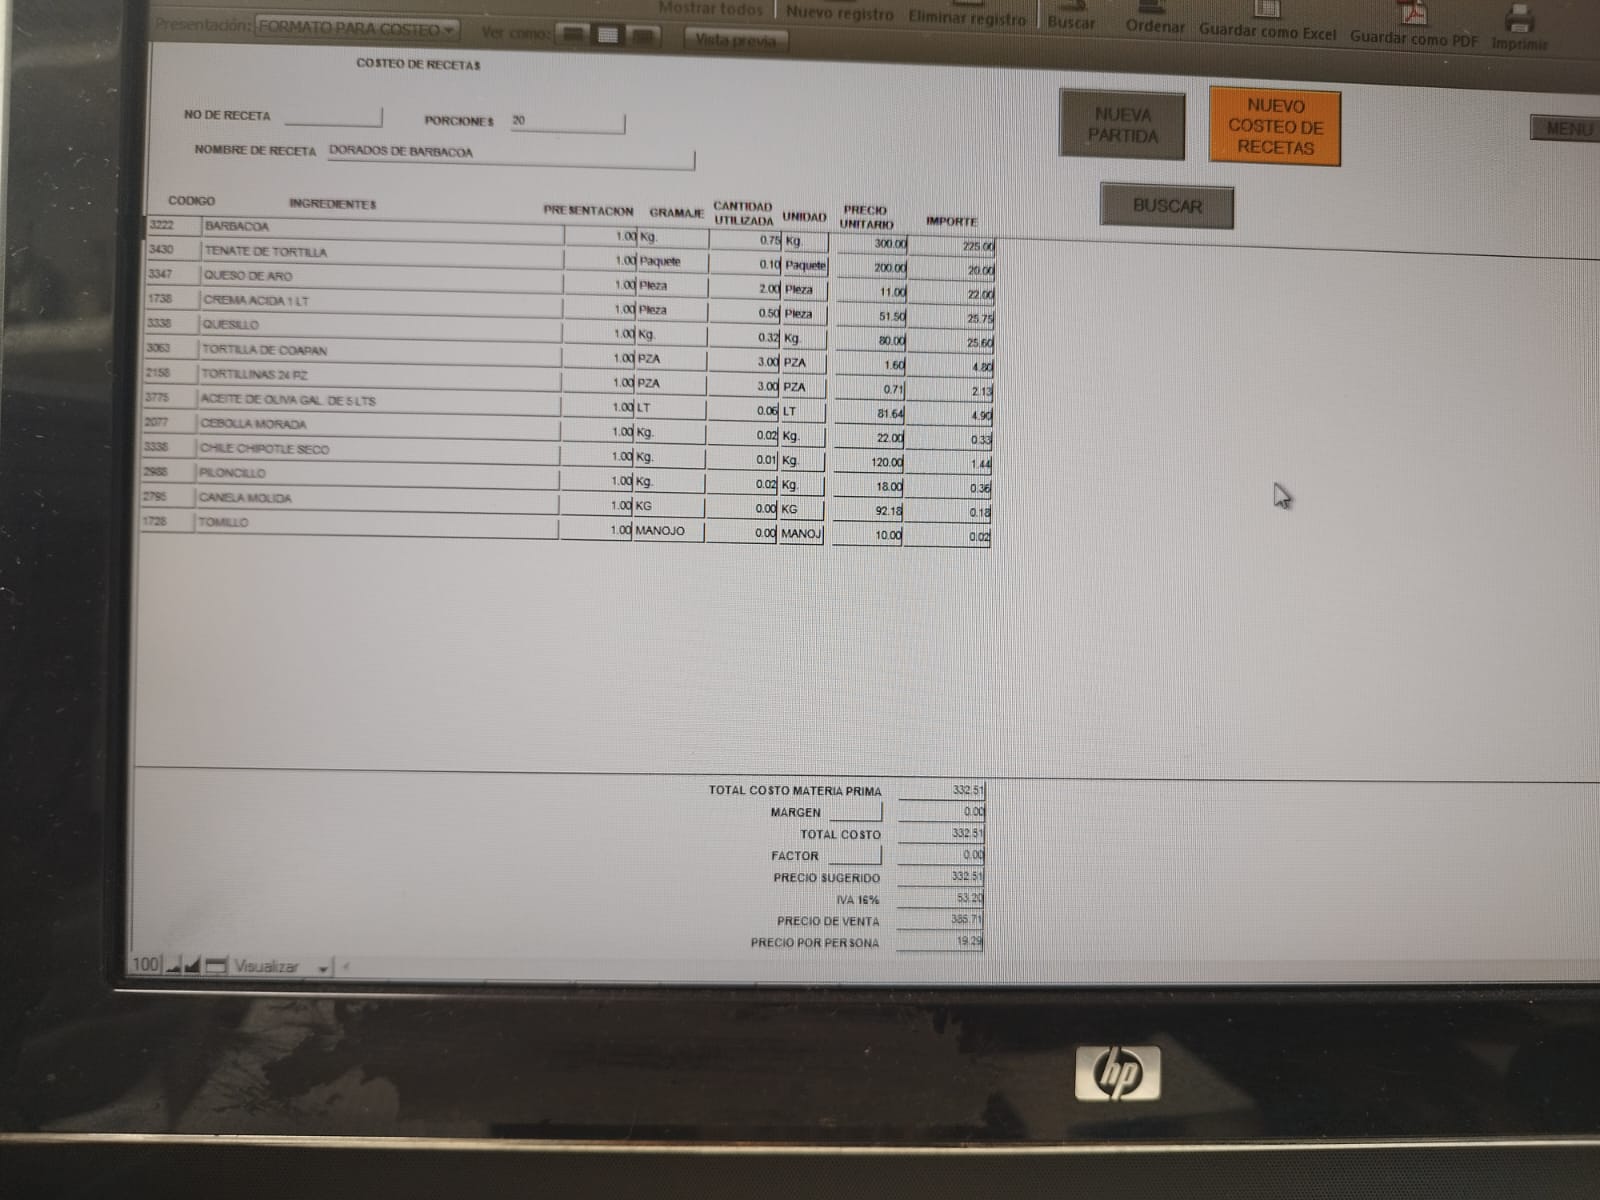 Mostrar todos Nuevo registro Eliminar registro Buscar Ordenar Guardar como Excel Guardar como PDF Imprimir
Presentación: FORMATO PARA COSTEO Ver como: Vista previa
COSTEO DE RECETAS
NO DE RECETA PORCIONES 20
NOMBRE DE RECETA DORADOS DE BARBACOA
NUEVA PARTIDA
NUEVO COSTEO DE RECETAS
MENU
BUSCAR
CODIGO INGREDIENTES PRESENTACION GRAMAJE CANTIDAD UTILIZADA UNIDAD PRECIO UNITARIO IMPORTE
3222 BARBACOA 1.00 Kg. 0.75 Kg. 300.00 225.00
3430 TENATE DE TORTILLA 1.00 Paquete 0.10 Paquete 200.00 20.00
3347 QUESO DE ARO 1.00 Pieza 2.00 Pieza 11.00 22.00
1738 CREMA ACIDA 1 LT 1.00 Pieza 0.50 Pieza 51.50 25.75
3338 QUESILLO 1.00 Kg. 0.32 Kg. 80.00 25.60
3063 TORTILLA DE COAPAN 1.00 PZA 3.00 PZA 1.60 4.80
2158 TORTILLINAS 24 PZ 1.00 PZA 3.00 PZA 0.71 2.13
3775 ACEITE DE OLIVA GAL. DE 5 LTS 1.00 LT 0.06 LT 81.64 4.90
2077 CEBOLLA MORADA 1.00 Kg. 0.02 Kg. 22.00 0.33
3336 CHILE CHIPOTLE SECO 1.00 Kg. 0.01 Kg. 120.00 1.44
2988 PILONCILLO 1.00 Kg. 0.02 Kg. 18.00 0.36
2795 CANELA MOLIDA 1.00 KG 0.00 KG 92.18 0.18
1728 TOMILLO 1.00 MANOJO 0.00 MANOJ 10.00 0.02
TOTAL COSTO MATERIA PRIMA 332.51
MARGEN 0.00
TOTAL COSTO 332.51
FACTOR 0.00
PRECIO SUGERIDO 332.51
IVA 16% 53.20
PRECIO DE VENTA 385.71
PRECIO POR PERSONA 19.29
100 Visualizar
hp